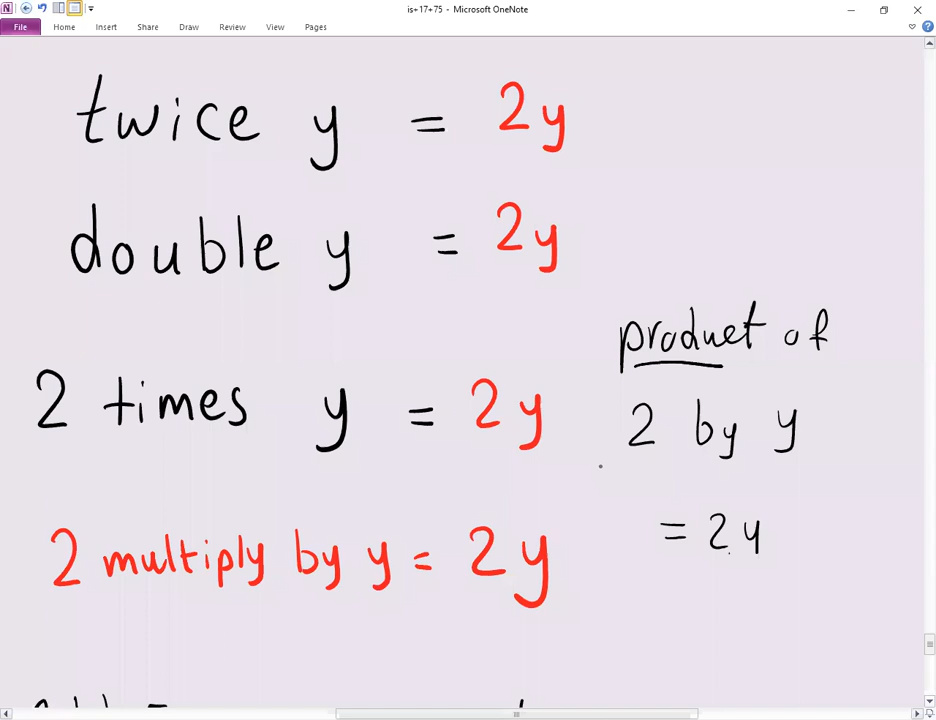 is+17+75 - Microsoft OneNote
File Home Insert Share Draw Review View Pages
twice y = 2y
double y = 2y
2 times y = 2y
2 multiply by y = 2y
product of
2 by y
= 2y